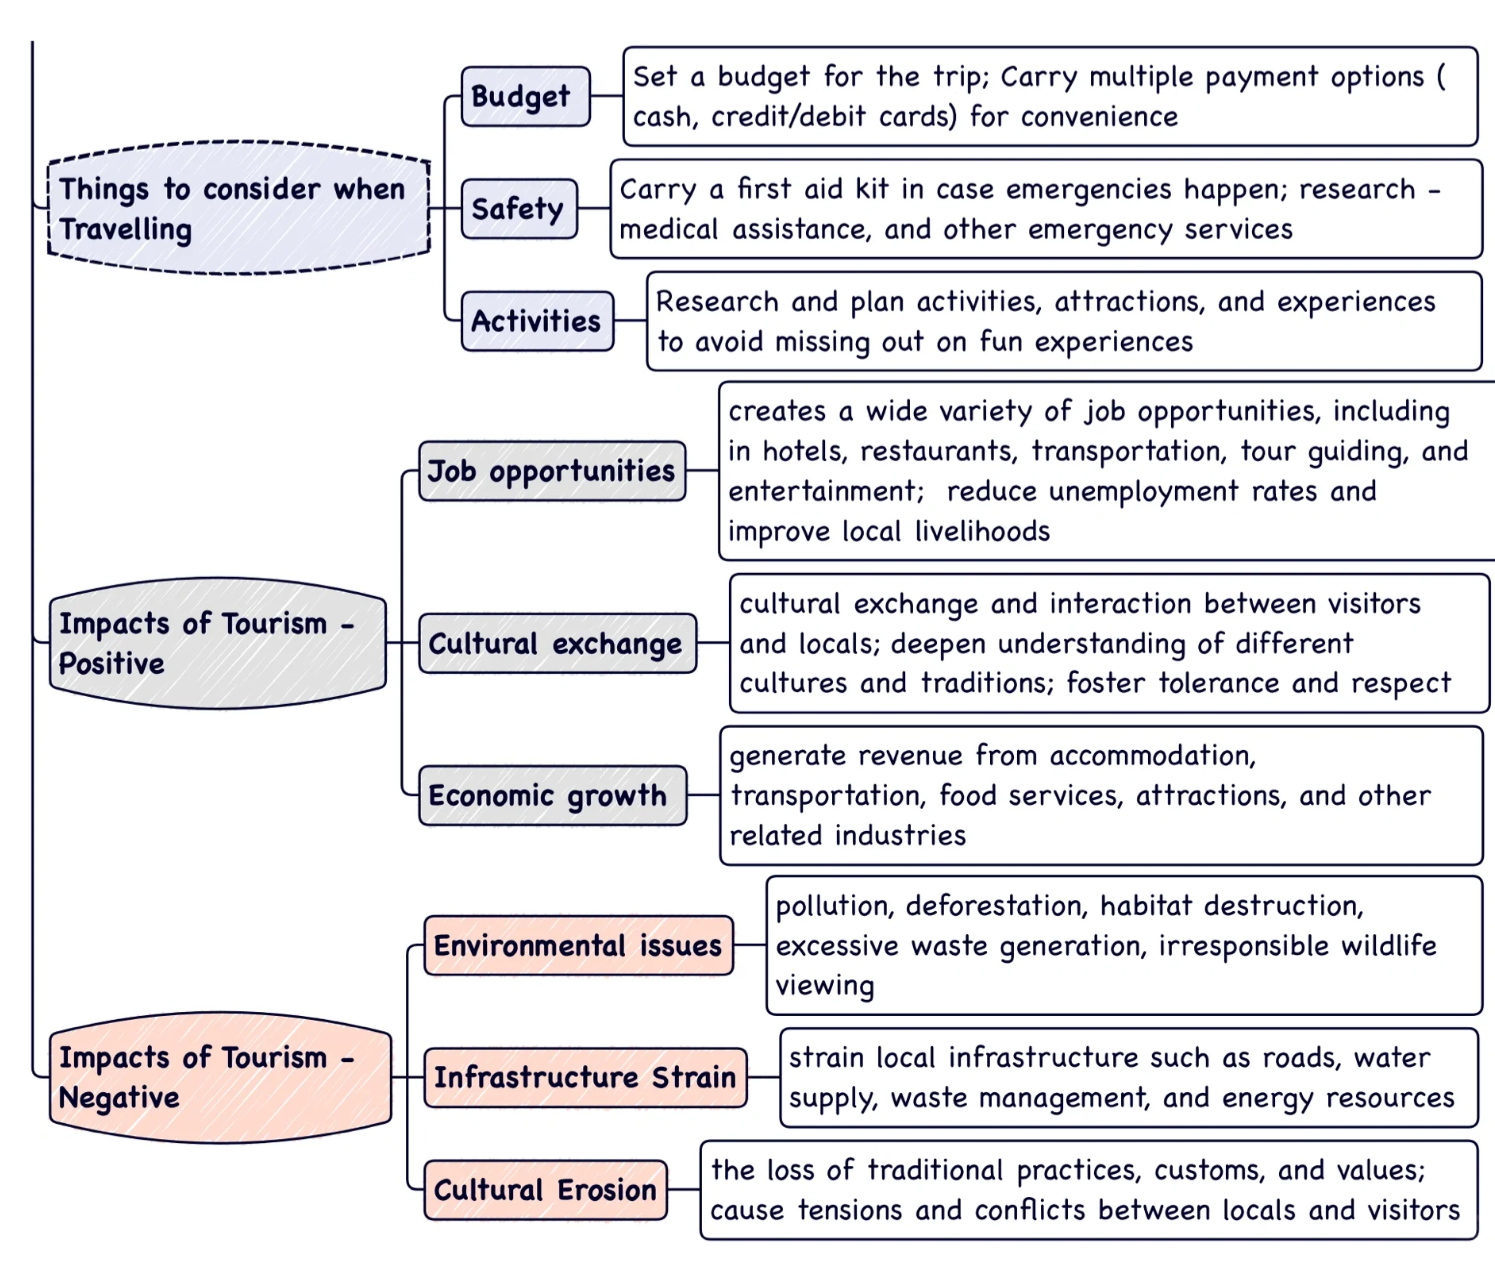 Things to consider when
Travelling
Budget
Set a budget for the trip; Carry multiple payment options (
cash, credit/debit cards) for convenience
Safety
Carry a first aid kit in case emergencies happen; research -
medical assistance, and other emergency services
Activities
Research and plan activities, attractions, and experiences
to avoid missing out on fun experiences
Impacts of Tourism -
Positive
Job opportunities
creates a wide variety of job opportunities, including
in hotels, restaurants, transportation, tour guiding, and
entertainment;  reduce unemployment rates and
improve local livelihoods
Cultural exchange
cultural exchange and interaction between visitors
and locals; deepen understanding of different
cultures and traditions; foster tolerance and respect
Economic growth
generate revenue from accommodation,
transportation, food services, attractions, and other
related industries
Impacts of Tourism -
Negative
Environmental issues
pollution, deforestation, habitat destruction,
excessive waste generation, irresponsible wildlife
viewing
Infrastructure Strain
strain local infrastructure such as roads, water
supply, waste management, and energy resources
Cultural Erosion
the loss of traditional practices, customs, and values;
cause tensions and conflicts between locals and visitors